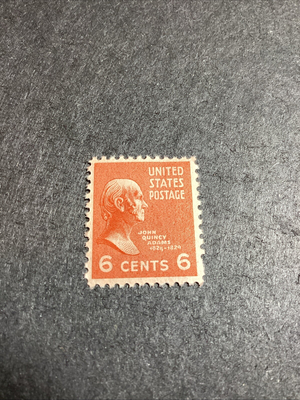 UNITED
STATES
POSTAGE
JOHN
QUINCY
ADAMS
1825-1829
6 CENTS 6